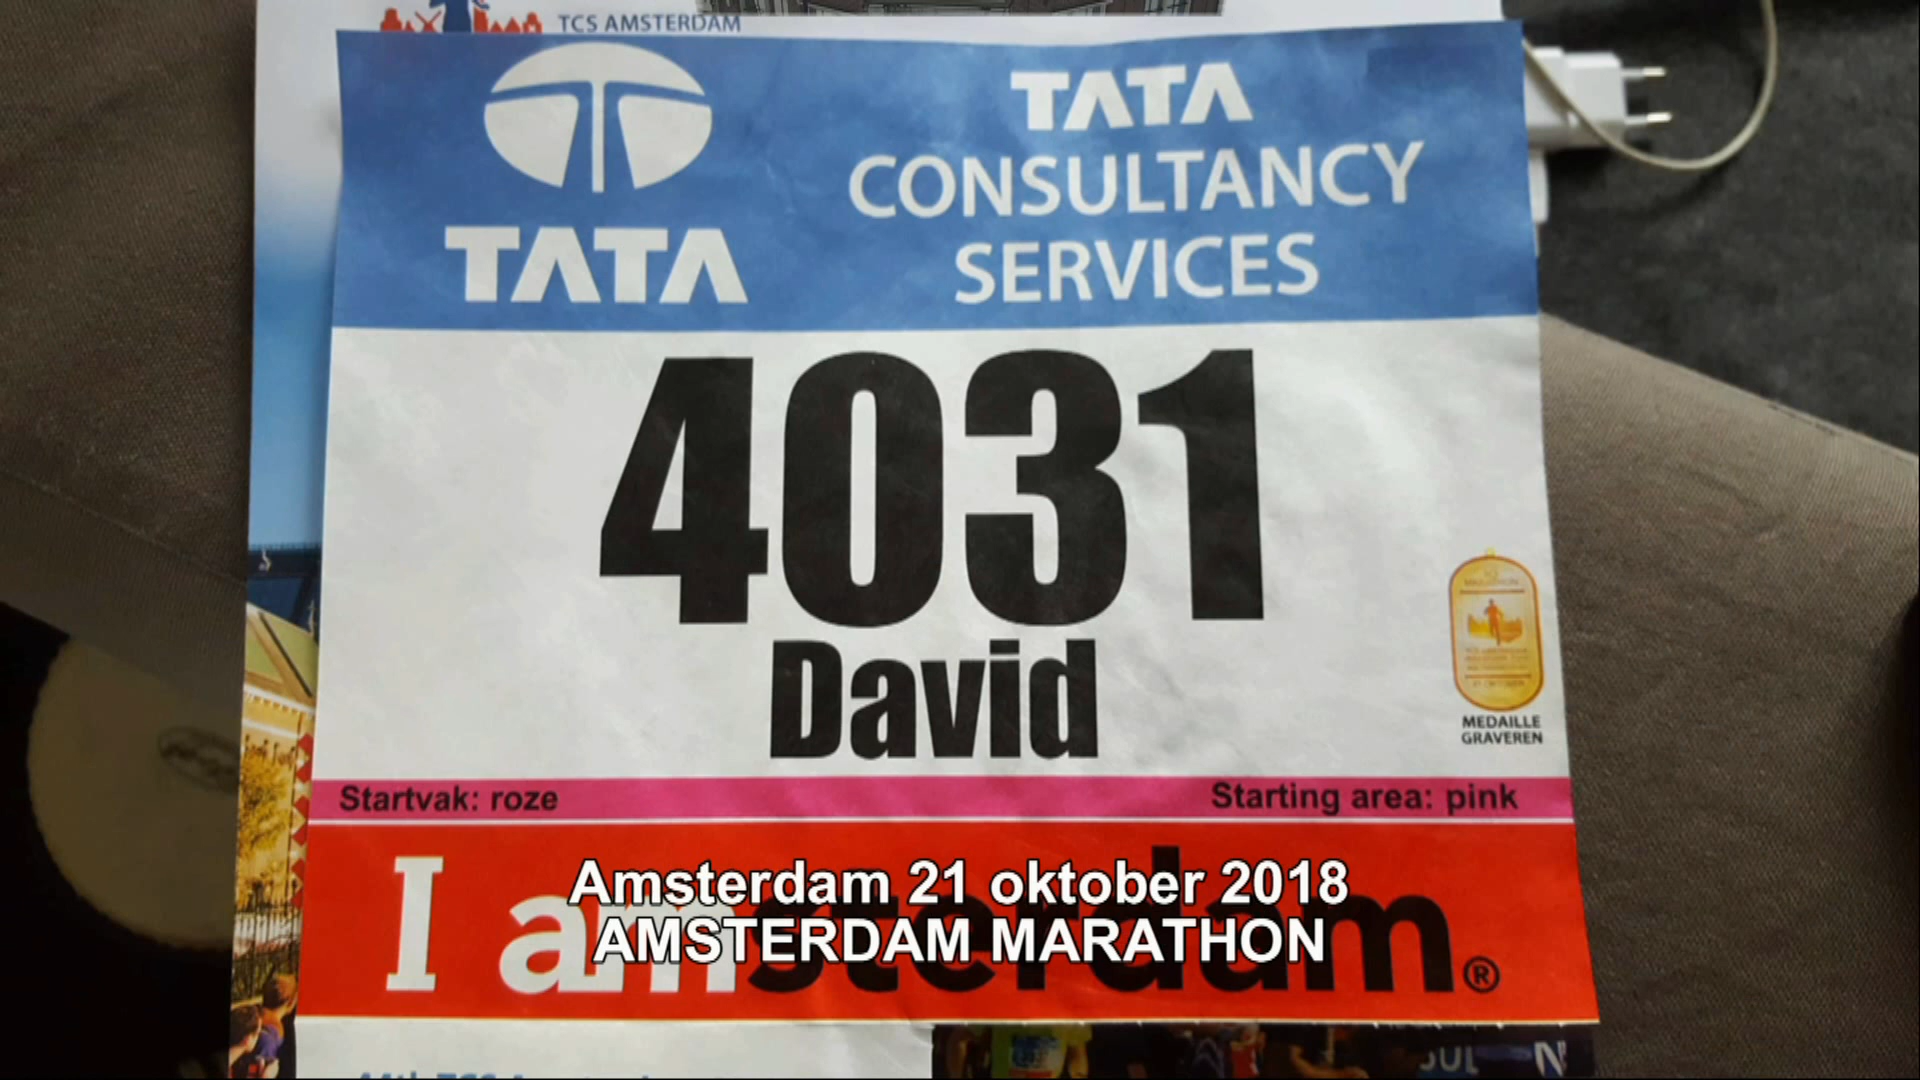 TCS AMSTERDAM
TATA
TATA
CONSULTANCY
SERVICES
4031
David
MEDAILLE
GRAVEREN
Startvak: roze
Starting area: pink
I amsterdam®
Amsterdam 21 oktober 2018
AMSTERDAM MARATHON